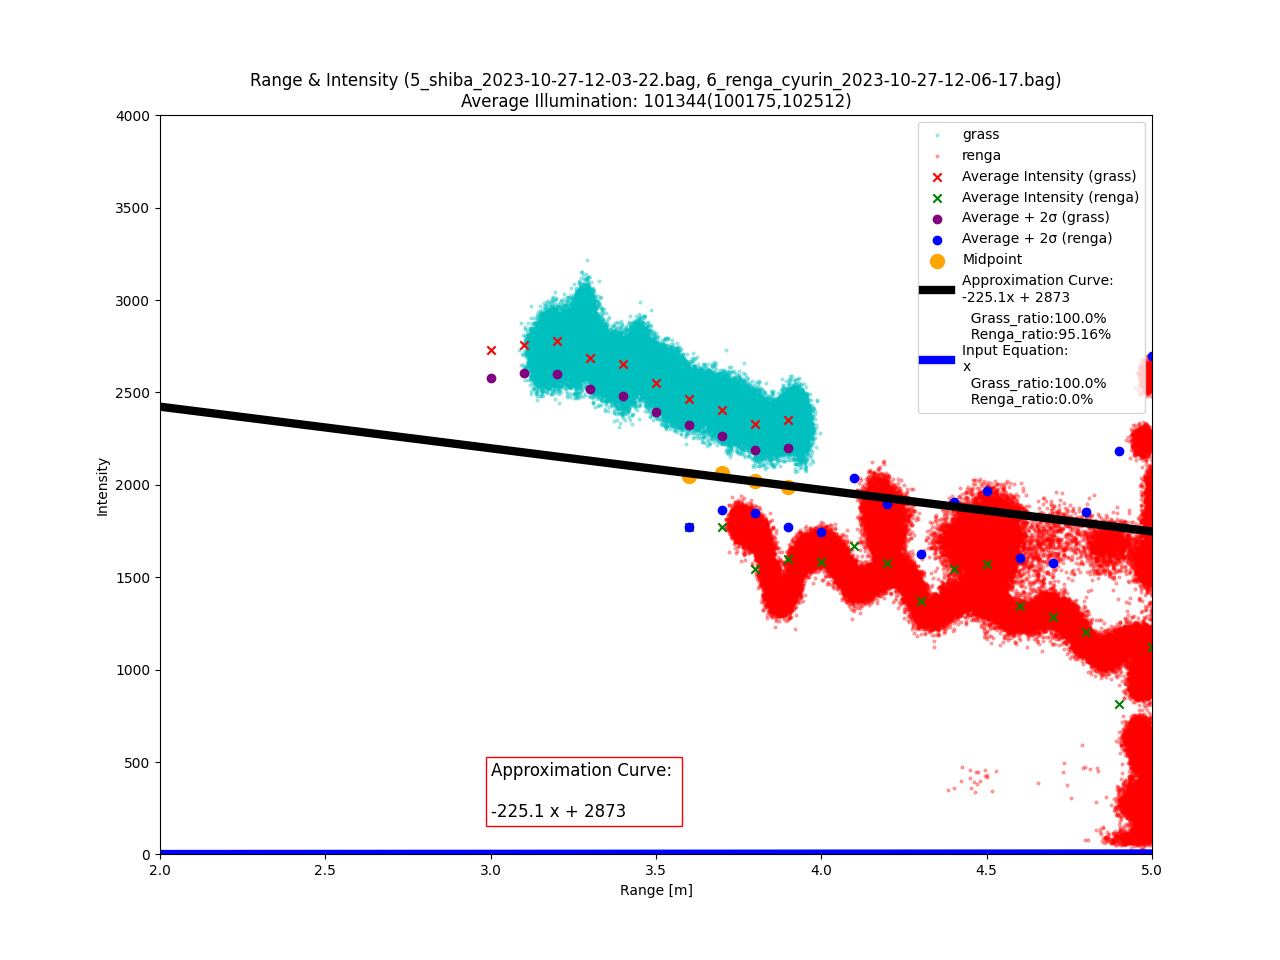 Range & Intensity (5_shiba_2023-10-27-12-03-22.bag, 6_renga_cyurin_2023-10-27-12-06-17.bag)
Average Illumination: 101344(100175,102512)
4000
3500
3000
2500
2000
1500
1000
500
0
Intensity
2.0
2.5
3.0
3.5
4.0
4.5
5.0
Range [m]
grass
renga
Average Intensity (grass)
Average Intensity (renga)
Average + 2σ (grass)
Average + 2σ (renga)
Midpoint
Approximation Curve:
-225.1x + 2873
Grass_ratio:100.0%
Renga_ratio:95.16%
Input Equation:
x
Grass_ratio:100.0%
Renga_ratio:0.0%
Approximation Curve:
-225.1 x + 2873